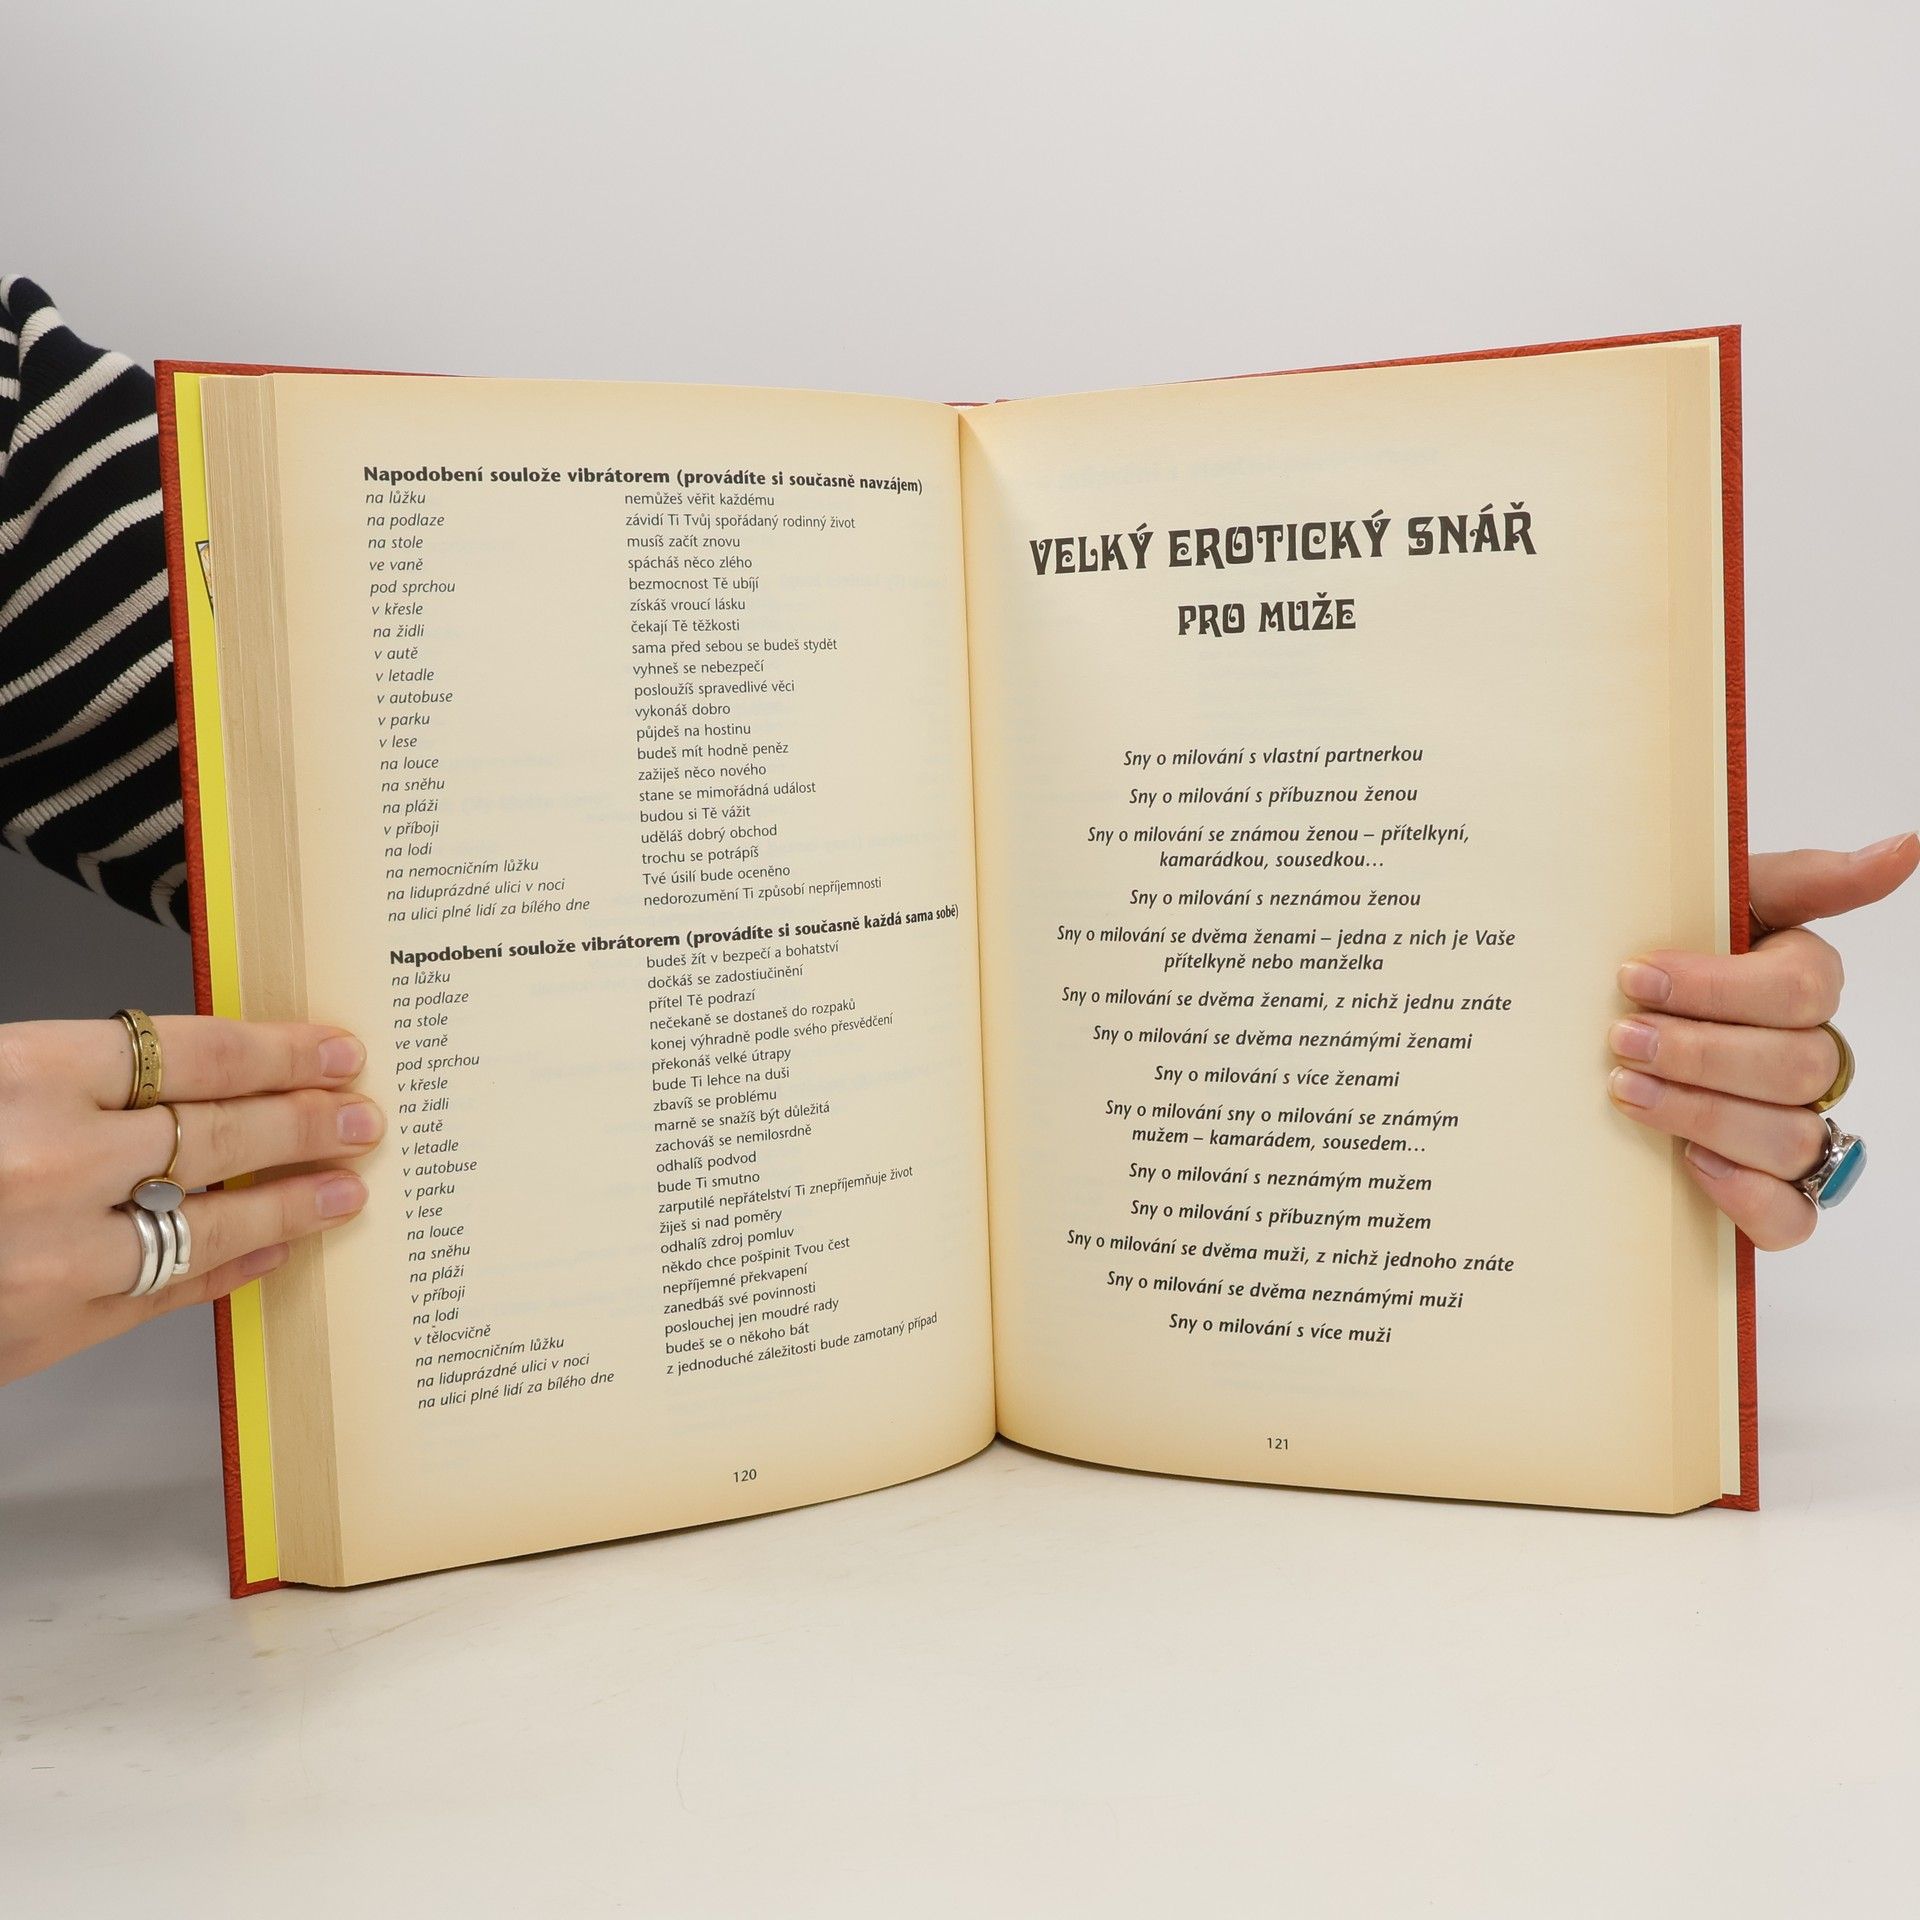 Napodobení soulože vibrátorem (provádíte si současně navzájem)
na lůžku nemůžeš věřit každému
na podlaze závidí Ti Tvůj spořádaný rodinný život
na stole musíš začít znovu
ve vaně spácháš něco zlého
pod sprchou bezmocnost Tě ubíjí
v křesle získáš vroucí lásku
na židli čekají Tě těžkosti
v autě sama před sebou se budeš stydět
v letadle vyhneš se nebezpečí
v autobuse posloužíš spravedlivé věci
v parku vykonáš dobro
v lese půjdeš na hostinu
na louce budeš mít hodně peněz
na sněhu zažiješ něco nového
na pláži stane se mimořádná událost
v příboji budou si Tě vážit
na lodi uděláš dobrý obchod
na nemocničním lůžku trochu se potrápíš
na liduprázdné ulici v noci Tvé úsilí bude oceněno
na ulici plné lidí za bílého dne nedorozumění Ti způsobí nepříjemnosti
Napodobení soulože vibrátorem (provádíte si současně každá sama sobě)
na lůžku budeš žít v bezpečí a bohatství
na podlaze dočkáš se zadostiučinění
na stole přítel Tě podrazí
ve vaně nečekaně se dostaneš do rozpaků
pod sprchou konej výhradně podle svého přesvědčení
v křesle překonáš velké útrapy
na židli bude Ti lehce na duši
v autě zbavíš se problému
v letadle marně se snažíš být důležitá
v autobuse zachováš se nemilosrdně
v parku odhalíš podvod
v lese bude Ti smutno
na louce zarputilé nepřátelství Ti znepříjemňuje život
na sněhu žiješ si nad poměry
na pláži odhalíš zdroj pomluv
v příboji někdo chce pošpinit Tvou čest
na lodi nepříjemné překvapení
v tělocvičně zanedbáš své povinnosti
na nemocničním lůžku poslouchej jen moudré rady
na liduprázdné ulici v noci budeš se o někoho bát
na ulici plné lidí za bílého dne z jednoduché záležitosti bude zamotaný případ
120
VELKÝ EROTICKÝ SNÁŘ
PRO MUŽE
Sny o milování s vlastní partnerkou
Sny o milování s příbuznou ženou
Sny o milování se známou ženou – přítelkyní,
kamarádkou, sousedkou...
Sny o milování s neznámou ženou
Sny o milování se dvěma ženami – jedna z nich je Vaše
přítelkyně nebo manželka
Sny o milování se dvěma ženami, z nichž jednu znáte
Sny o milování se dvěma neznámými ženami
Sny o milování s více ženami
Sny o milování sny o milování se známým
mužem – kamarádem, sousedem...
Sny o milování s neznámým mužem
Sny o milování s příbuzným mužem
Sny o milování se dvěma muži, z nichž jednoho znáte
Sny o milování se dvěma neznámými muži
Sny o milování s více muži
121